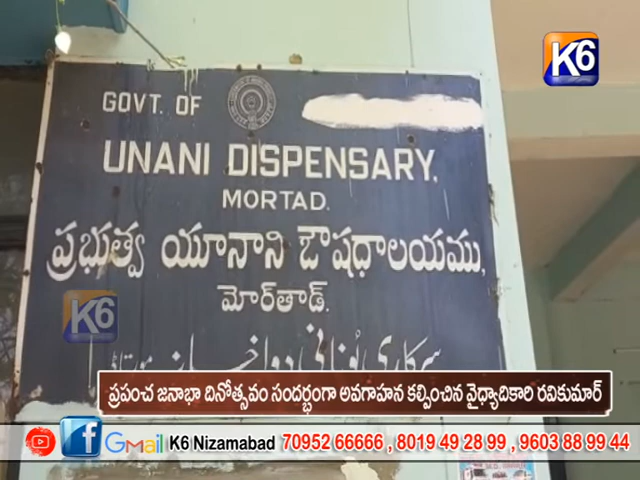 K6
GOVT. OF
UNANI DISPENSARY,
MORTAD.
ప్రభుత్వ యూనాని ఔషధాలయము,
మోర్తాడ్.
K6
ప్రపంచ జనాభా దినోత్సవం సందర్భంగా అవగాహన కల్పించిన వైధ్యాదికారి రవికుమార్
Gmail K6 Nizamabad 70952 66666 , 8019 49 28 99 , 9603 88 99 44